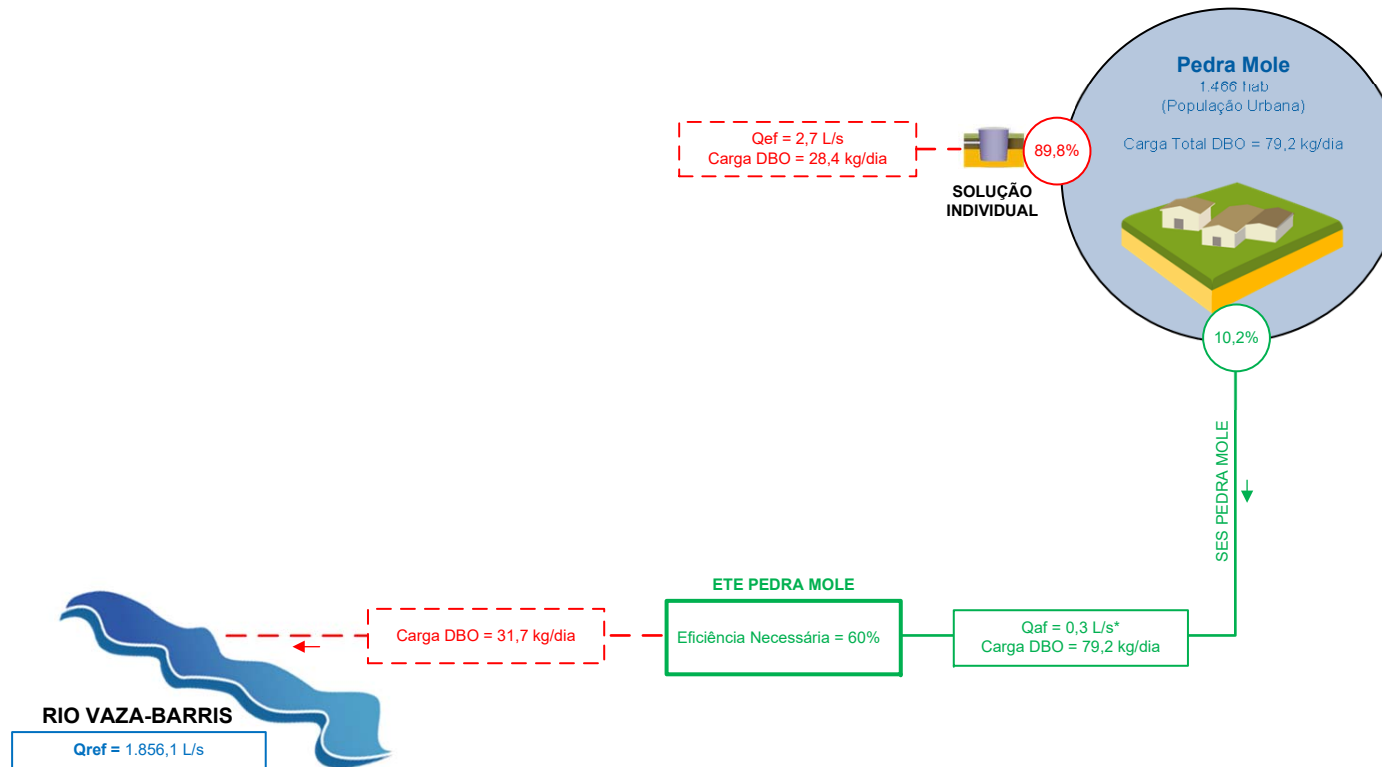 Pedra Mole
1.466 hab
(População Urbana)
Carga Total DBO = 79,2 kg/dia
Qef = 2,7 L/s
Carga DBO = 28,4 kg/dia
89,8%
SOLUÇÃO
INDIVIDUAL
10,2%
SES PEDRA MOLE
ETE PEDRA MOLE
Carga DBO = 31,7 kg/dia
Eficiência Necessária = 60%
Qaf = 0,3 L/s*
Carga DBO = 79,2 kg/dia
RIO VAZA-BARRIS
Qref = 1.856,1 L/s